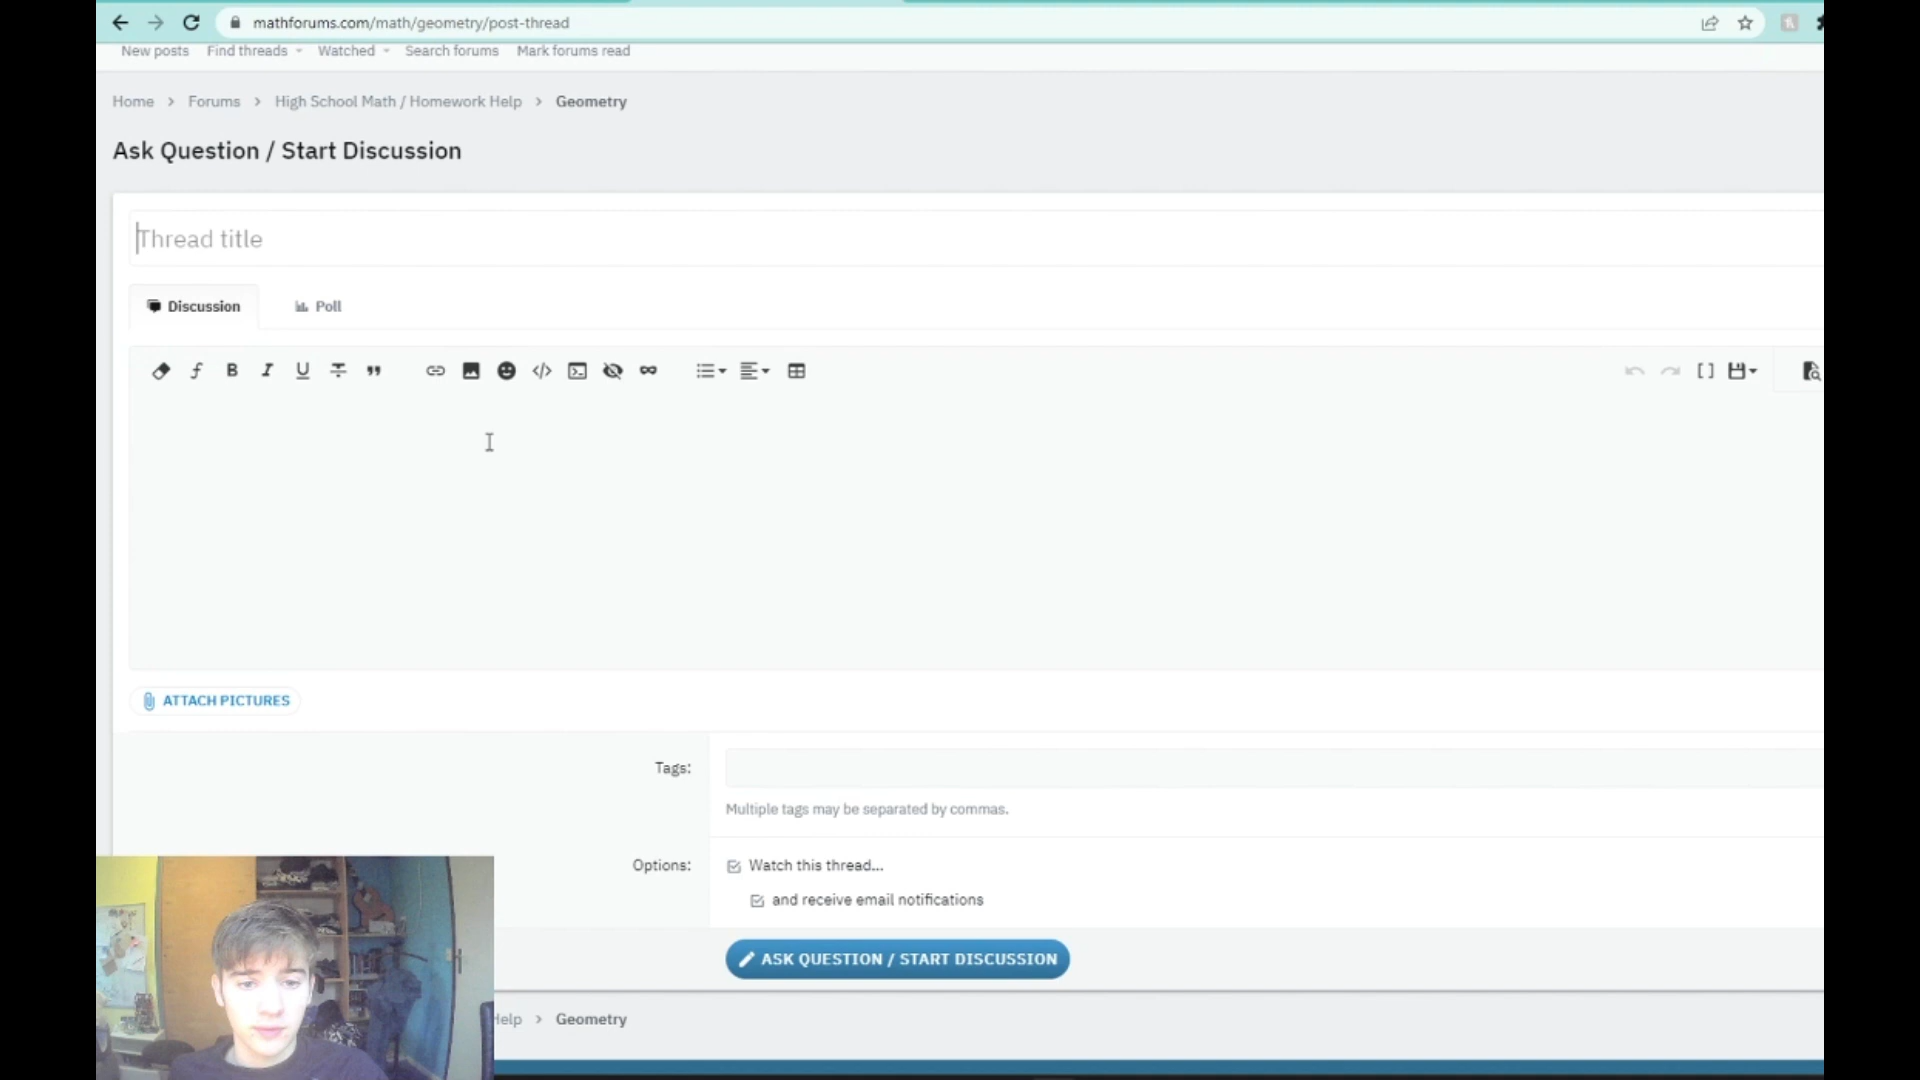 mathforums.com/math/geometry/post-thread
New posts Find threads Watched Search forums Mark forums read
Home > Forums > High School Math / Homework Help > Geometry
Ask Question / Start Discussion
Thread title
Discussion Poll
ATTACH PICTURES
Tags:
Multiple tags may be separated by commas.
Options: Watch this thread...
and receive email notifications
ASK QUESTION / START DISCUSSION
Help > Geometry